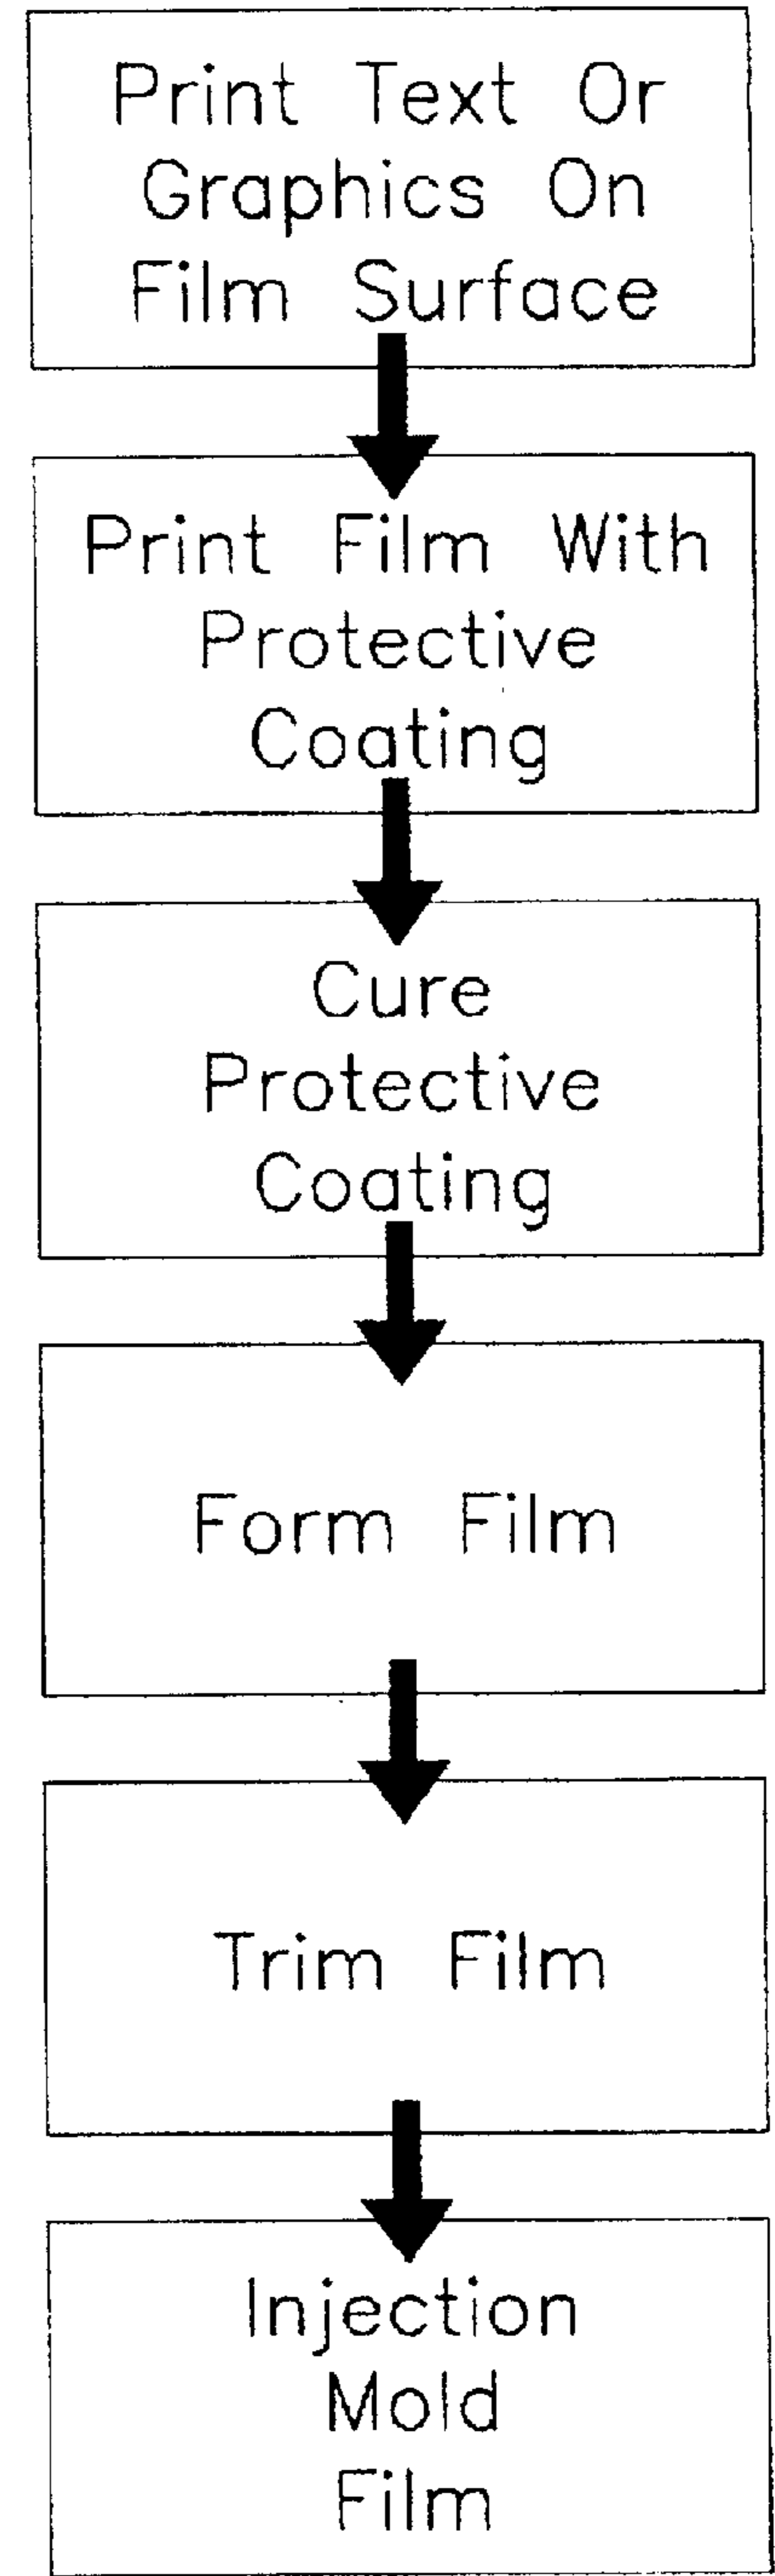 Print Text Or
Graphics On
Film Surface
Print Film With
Protective
Coating
Cure
Protective
Coating
Form Film
Trim Film
Injection
Mold
Film